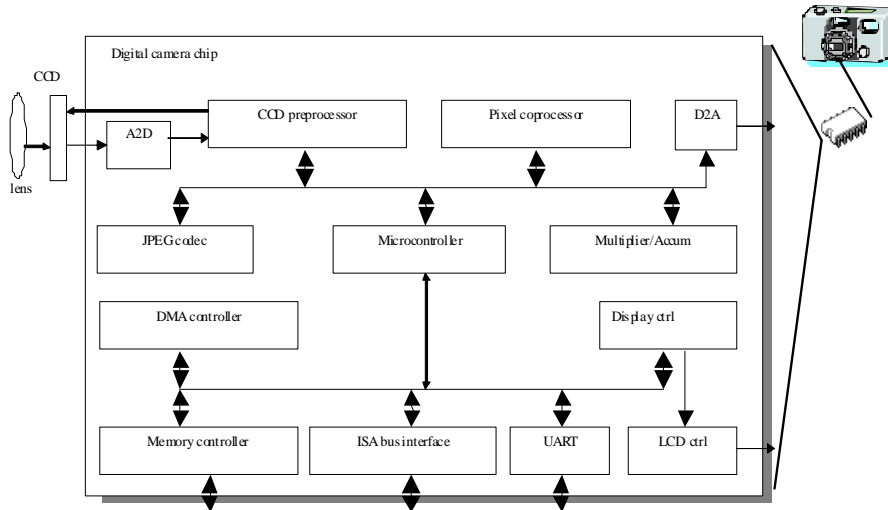 Digital camera chip
CCD
lens
A2D
CCD preprocessor
Pixel coprocessor
D2A
JPEG codec
Microcontroller
Multiplier/Accum
DMA controller
Display ctrl
Memory controller
ISA bus interface
UART
LCD ctrl